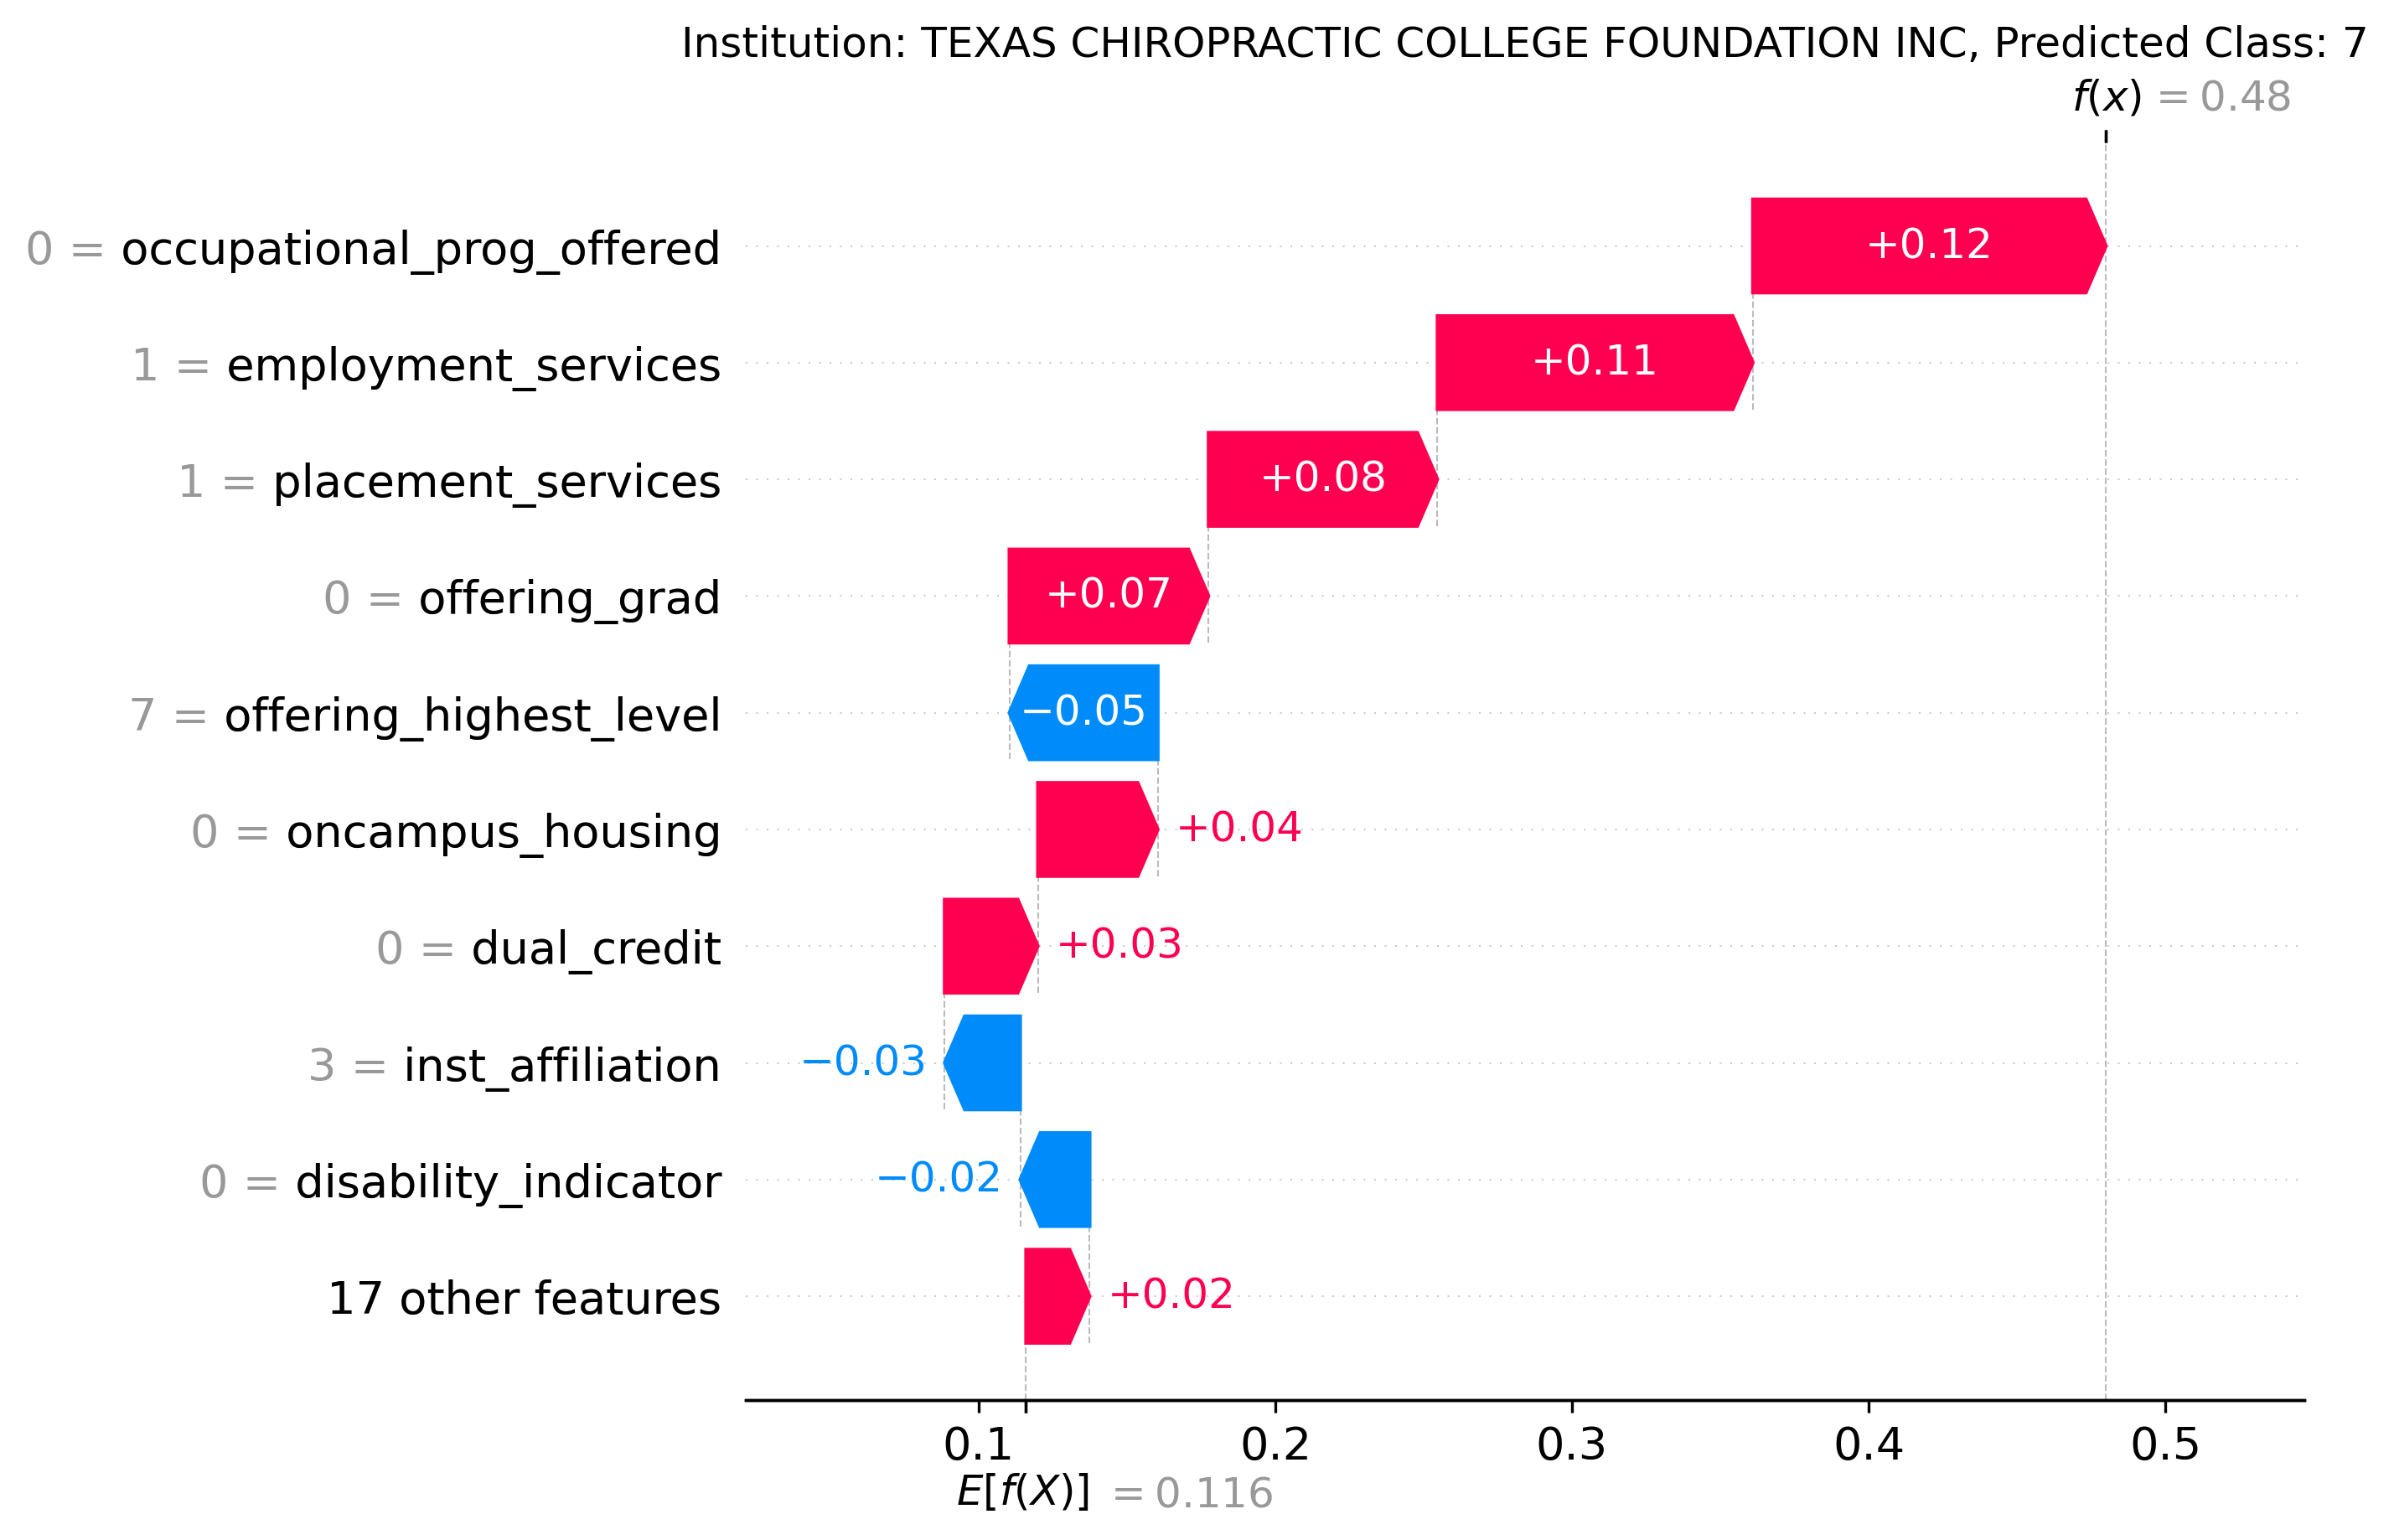 Institution: TEXAS CHIROPRACTIC COLLEGE FOUNDATION INC, Predicted Class: 7
f(x) = 0.48
0 = occupational_prog_offered +0.12
1 = employment_services +0.11
1 = placement_services +0.08
0 = offering_grad +0.07
7 = offering_highest_level −0.05
0 = oncampus_housing +0.04
0 = dual_credit +0.03
3 = inst_affiliation −0.03
0 = disability_indicator −0.02
17 other features +0.02
0.1 0.2 0.3 0.4 0.5
E[f(X)] = 0.116